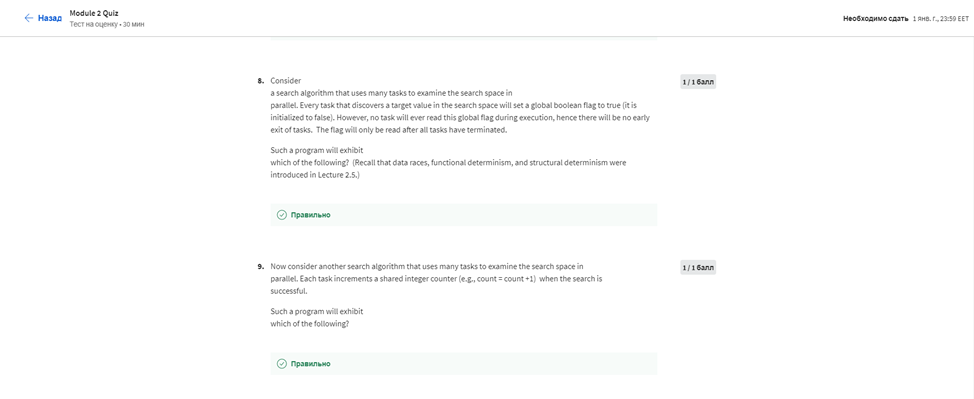 Назад
Module 2 Quiz
Тест на оценку • 30 мин
Необходимо сдать 1 янв. г., 23:59 EET
8. Consider
1 / 1 балл
a search algorithm that uses many tasks to examine the search space in
parallel. Every task that discovers a target value in the search space will set a global boolean flag to true (it is
initialized to false). However, no task will ever read this global flag during execution, hence there will be no early
exit of tasks. The flag will only be read after all tasks have terminated.
Such a program will exhibit
which of the following? (Recall that data races, functional determinism, and structural determinism were
introduced in Lecture 2.5.)
Правильно
9. Now consider another search algorithm that uses many tasks to examine the search space in
1 / 1 балл
parallel. Each task increments a shared integer counter (e.g., count = count +1) when the search is
successful.
Such a program will exhibit
which of the following?
Правильно